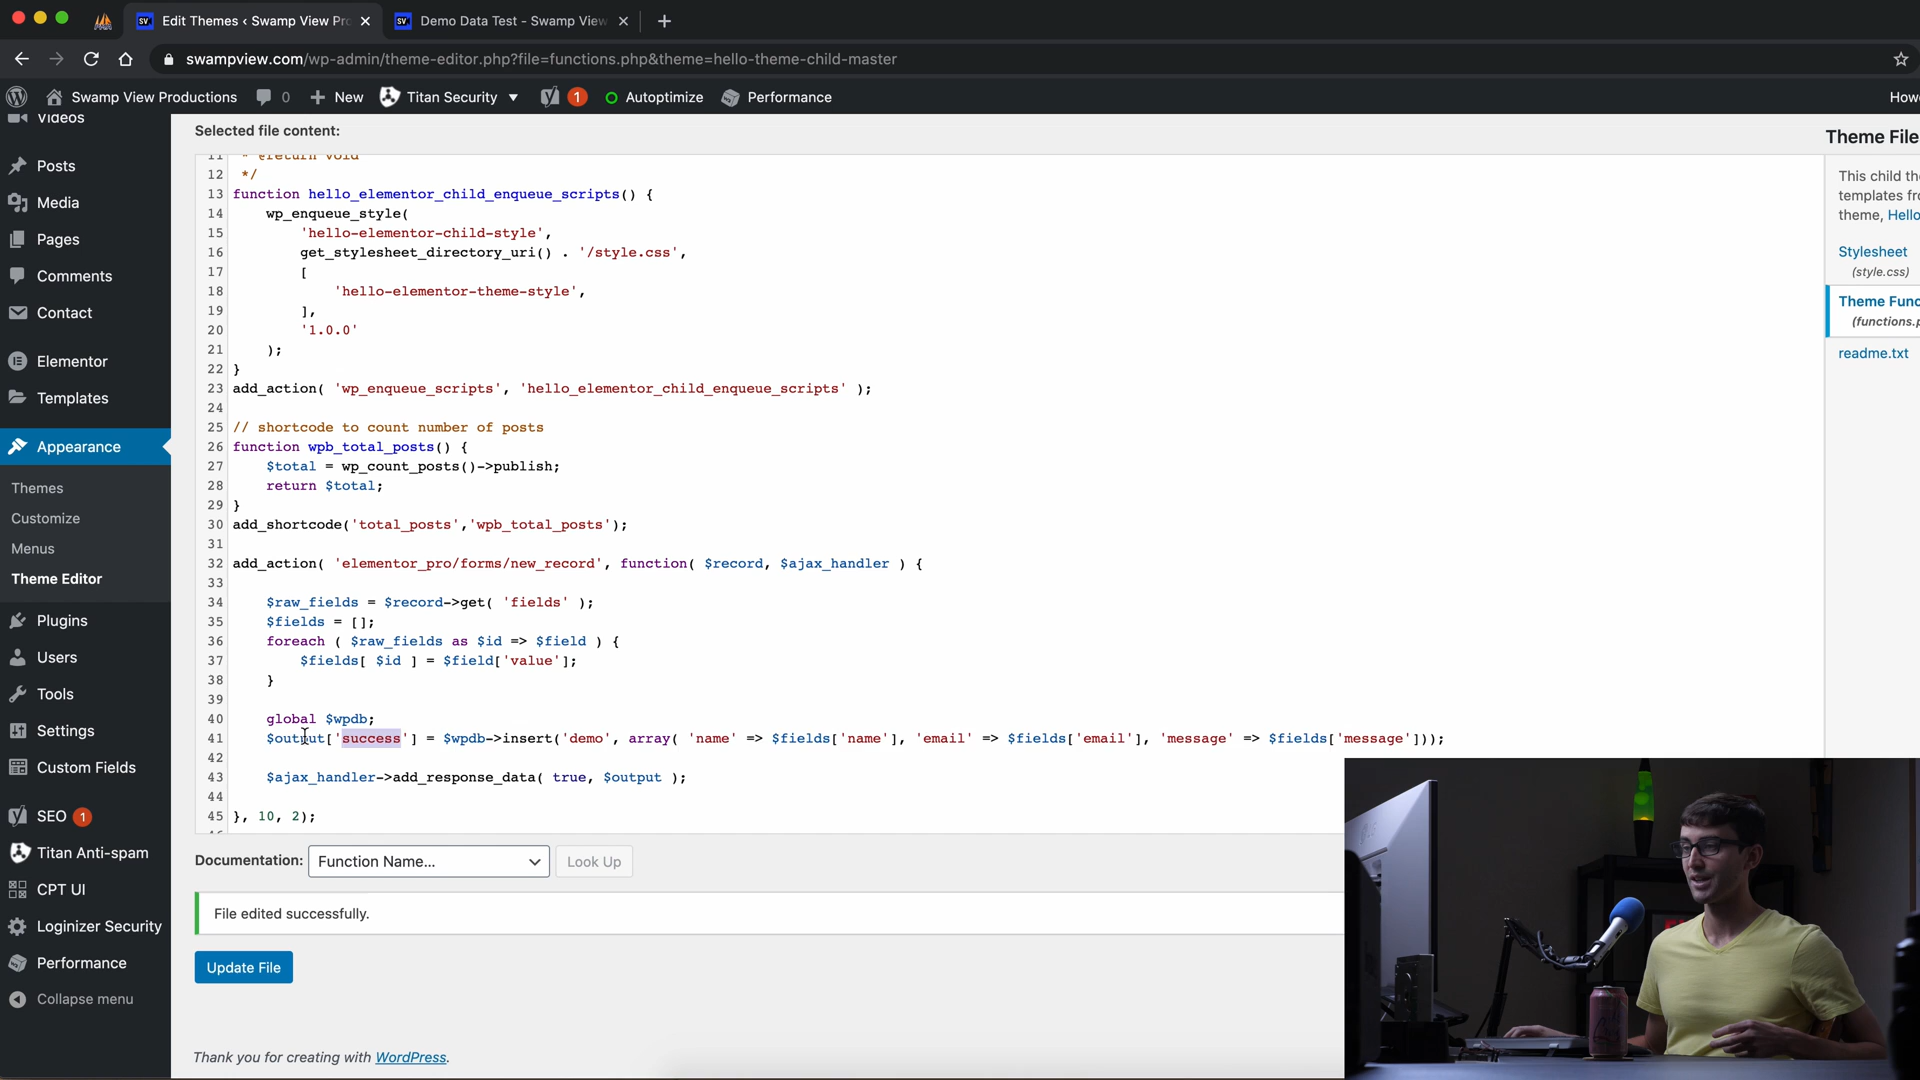 Edit Themes ‹ Swamp View Pro
Demo Data Test - Swamp View
swampview.com/wp-admin/theme-editor.php?file=functions.php&theme=hello-theme-child-master
Swamp View Productions
0
New
Titan Security
1
Autoptimize
Performance
How
Videos
Posts
Media
Pages
Comments
Contact
Elementor
Templates
Appearance
Themes
Customize
Menus
Theme Editor
Plugins
Users
Tools
Settings
Custom Fields
SEO 1
Titan Anti-spam
CPT UI
Loginizer Security
Performance
Collapse menu
Selected file content:
11 * @return void
12 */
13 function hello_elementor_child_enqueue_scripts() {
14 wp_enqueue_style(
15 'hello-elementor-child-style',
16 get_stylesheet_directory_uri() . '/style.css',
17 [
18 'hello-elementor-theme-style',
19 ],
20 '1.0.0'
21 );
22 }
23 add_action( 'wp_enqueue_scripts', 'hello_elementor_child_enqueue_scripts' );
24
25 // shortcode to count number of posts
26 function wpb_total_posts() {
27 $total = wp_count_posts()->publish;
28 return $total;
29 }
30 add_shortcode('total_posts','wpb_total_posts');
31
32 add_action( 'elementor_pro/forms/new_record', function( $record, $ajax_handler ) {
33
34 $raw_fields = $record->get( 'fields' );
35 $fields = [];
36 foreach ( $raw_fields as $id => $field ) {
37 $fields[ $id ] = $field['value'];
38 }
39
40 global $wpdb;
41 $output['success'] = $wpdb->insert('demo', array( 'name' => $fields['name'], 'email' => $fields['email'], 'message' => $fields['message']));
42
43 $ajax_handler->add_response_data( true, $output );
44
45 }, 10, 2);
Documentation:
Function Name...
Look Up
File edited successfully.
Update File
Thank you for creating with WordPress.
Theme File
This child th
templates fr
theme, Hello
Stylesheet
(style.css)
Theme Func
(functions.p
readme.txt